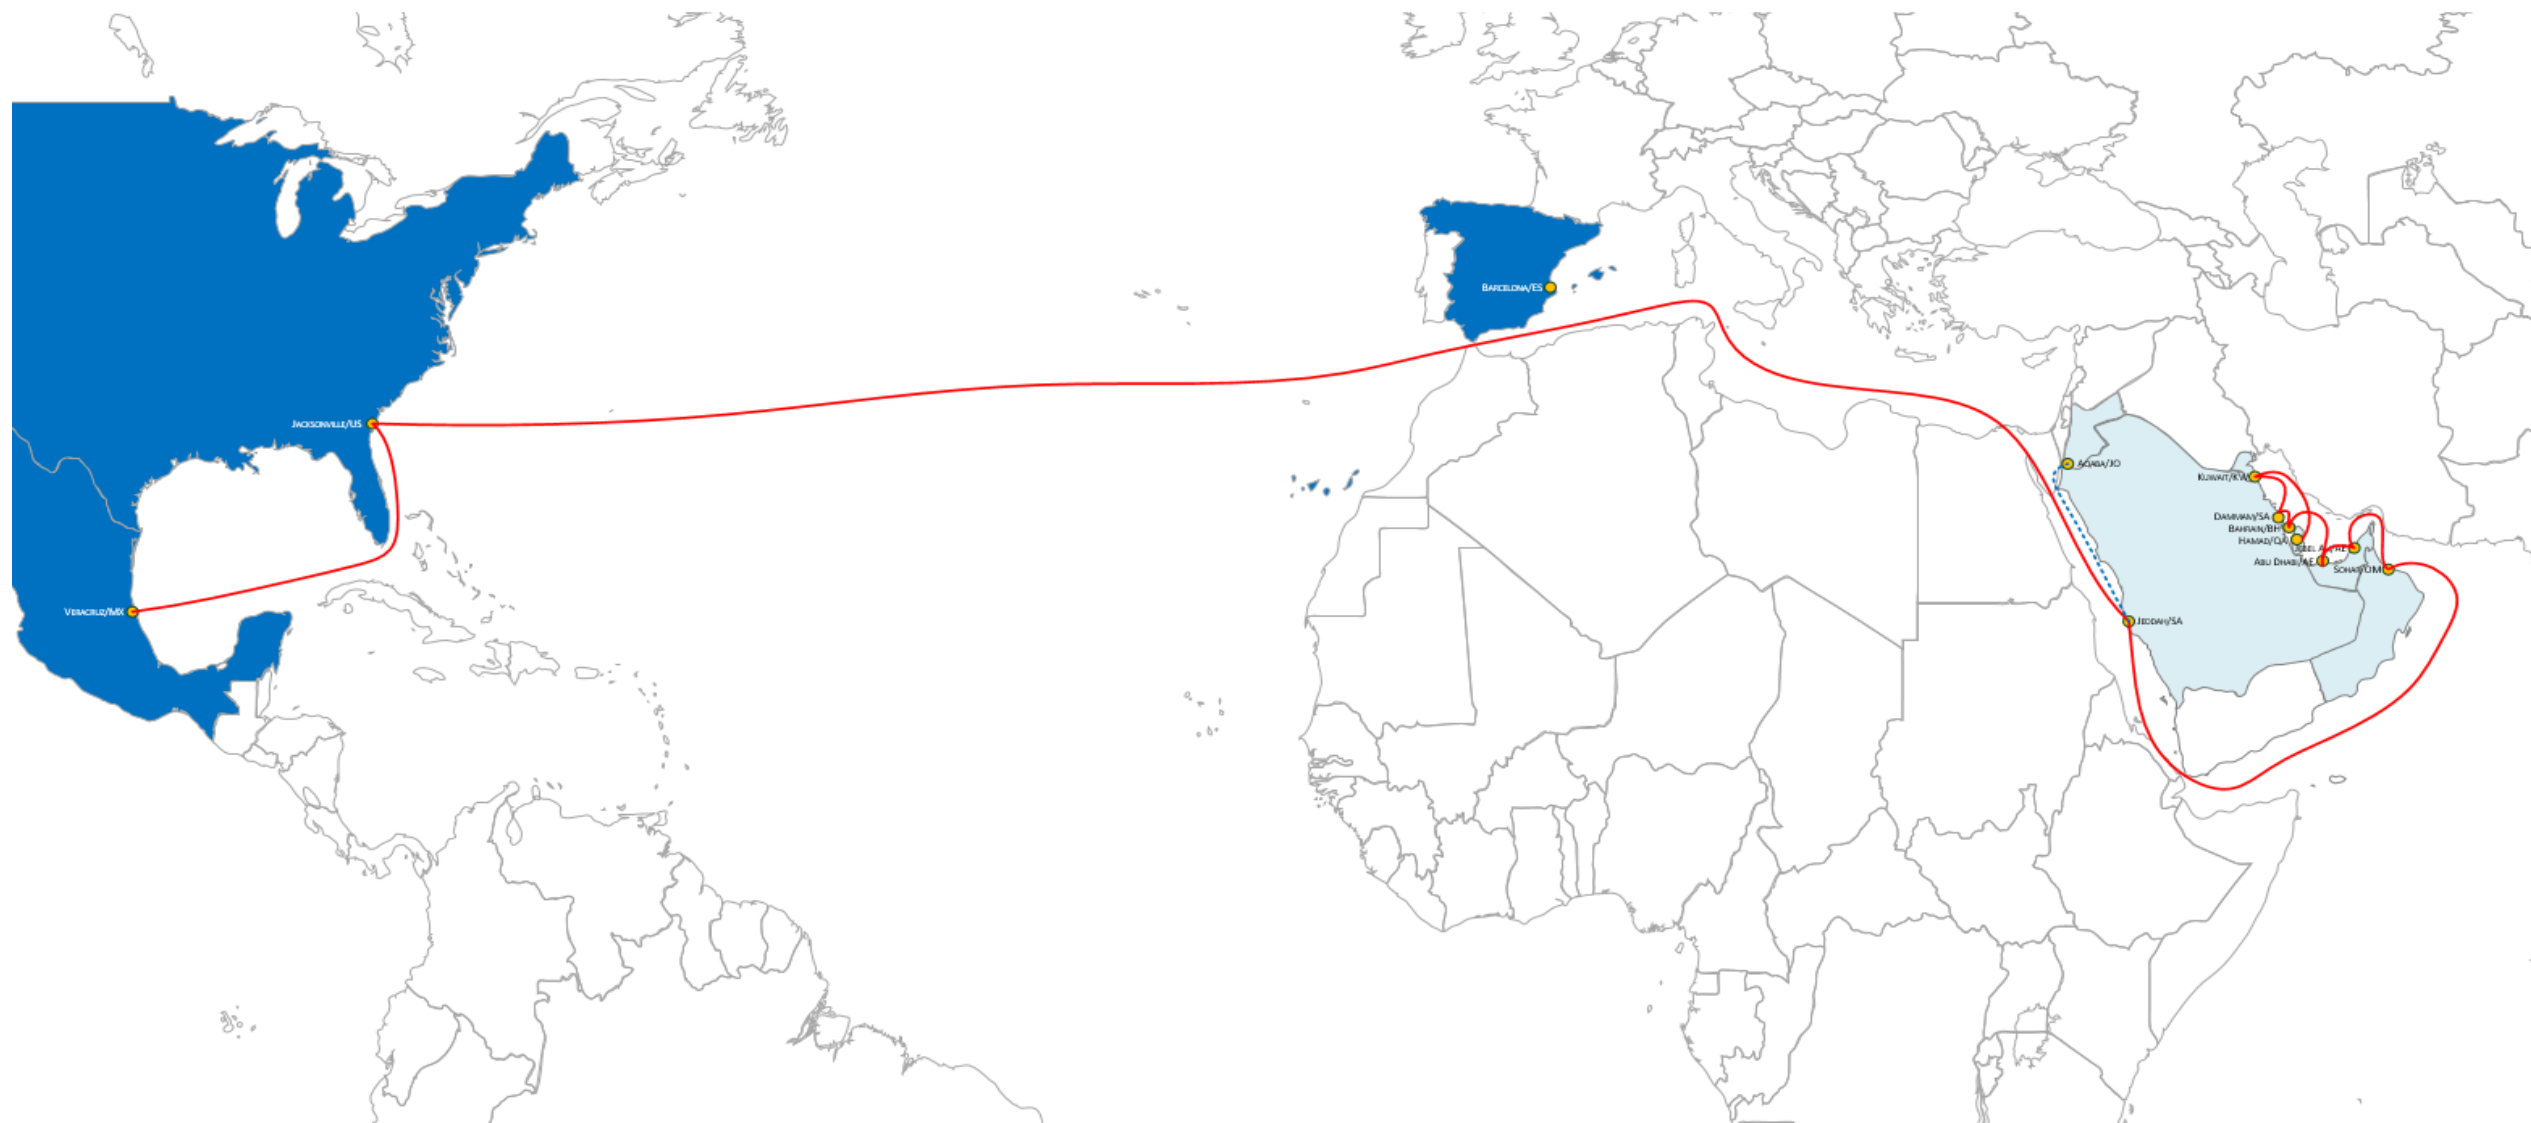 BARCELONA/ES
JACKSONVILLE/US
AQABA/JO
KUWAIT/KW
DAMMAM/SA
BAHRAIN/BH
HAMAD/QA
ABU DHABI/AE
SOHAR/OM
VERACRUZ/MX
JEDDAH/SA